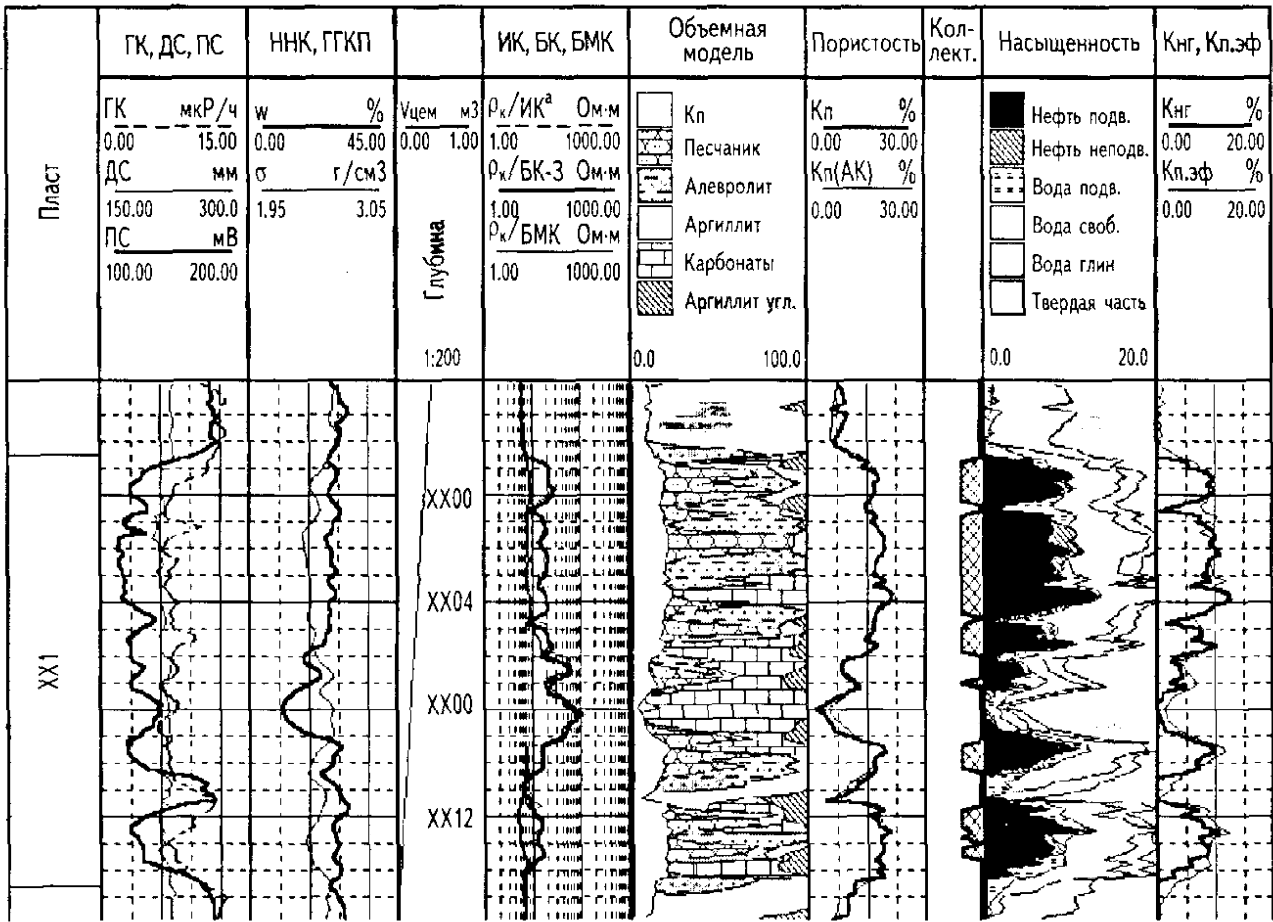 Пласт
ГК, ДС, ПС
ГК мкР/ч
0.00 15.00
ДС мм
150.00 300.0
ПС мВ
100.00 200.00
ННК, ГГКП
w %
0.00 45.00
σ г/см3
1.95 3.05
Vцем м3
0.00 1.00
Глубина
1:200
ИК, БК, БМК
ρк/ИКа Ом·м
1.00 1000.00
ρк/БК-3 Ом·м
1.00 1000.00
ρк/БМК Ом·м
1.00 1000.00
Объемная
модель
Кп
Песчаник
Алевролит
Аргиллит
Карбонаты
Аргиллит угл.
0.0 100.0
Пористость
Кп %
0.00 30.00
Кп(АК) %
0.00 30.00
Кол-
лект.
Насыщенность
Нефть подв.
Нефть неподв.
Вода подв.
Вода своб.
Вода глин
Твердая часть
0.0 20.0
Кнг, Кп.эф
Кнг %
0.00 20.00
Кп.эф %
0.00 20.00
XX1
XX00
XX04
XX00
XX12